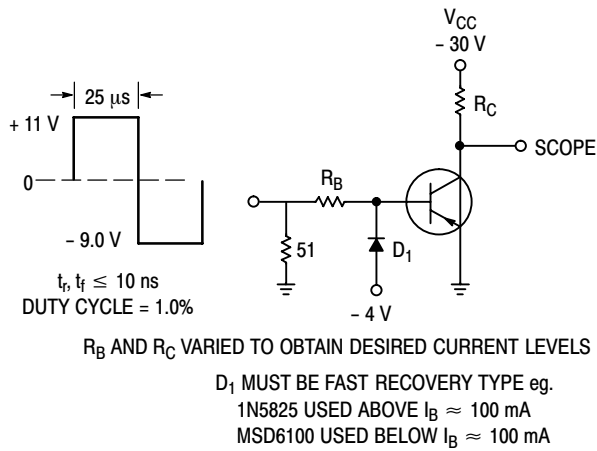 V_CC
– 30 V
25 μs
+ 11 V
R_C
SCOPE
0
R_B
– 9.0 V
51
D_1
t_r, t_f ≤ 10 ns
DUTY CYCLE = 1.0%
– 4 V
R_B AND R_C VARIED TO OBTAIN DESIRED CURRENT LEVELS
D_1 MUST BE FAST RECOVERY TYPE eg.
1N5825 USED ABOVE I_B ≈ 100 mA
MSD6100 USED BELOW I_B ≈ 100 mA